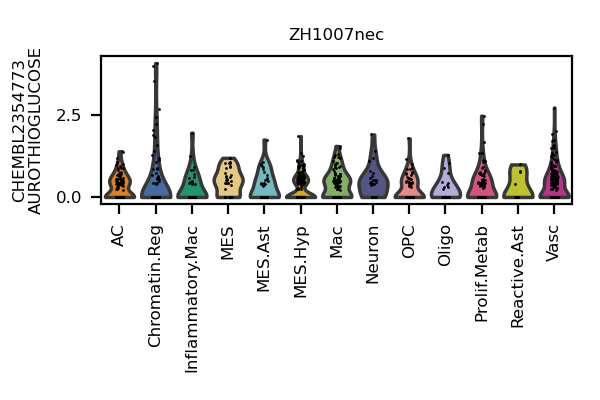 ZH1007nec
CHEMBL2354773
AUROTHIOGLUCOSE
2.5
0.0
AC
Chromatin.Reg
Inflammatory.Mac
MES
MES.Ast
MES.Hyp
Mac
Neuron
OPC
Oligo
Prolif.Metab
Reactive.Ast
Vasc